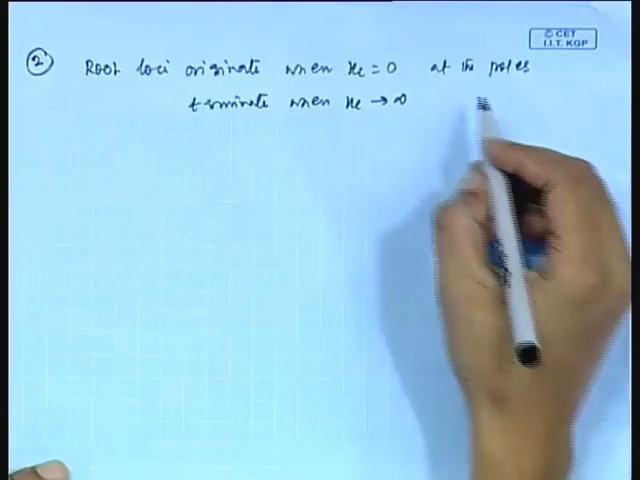 © CET
I.I.T. KGP
② Root loci originate when K = 0 at the poles
terminate when K → ∞